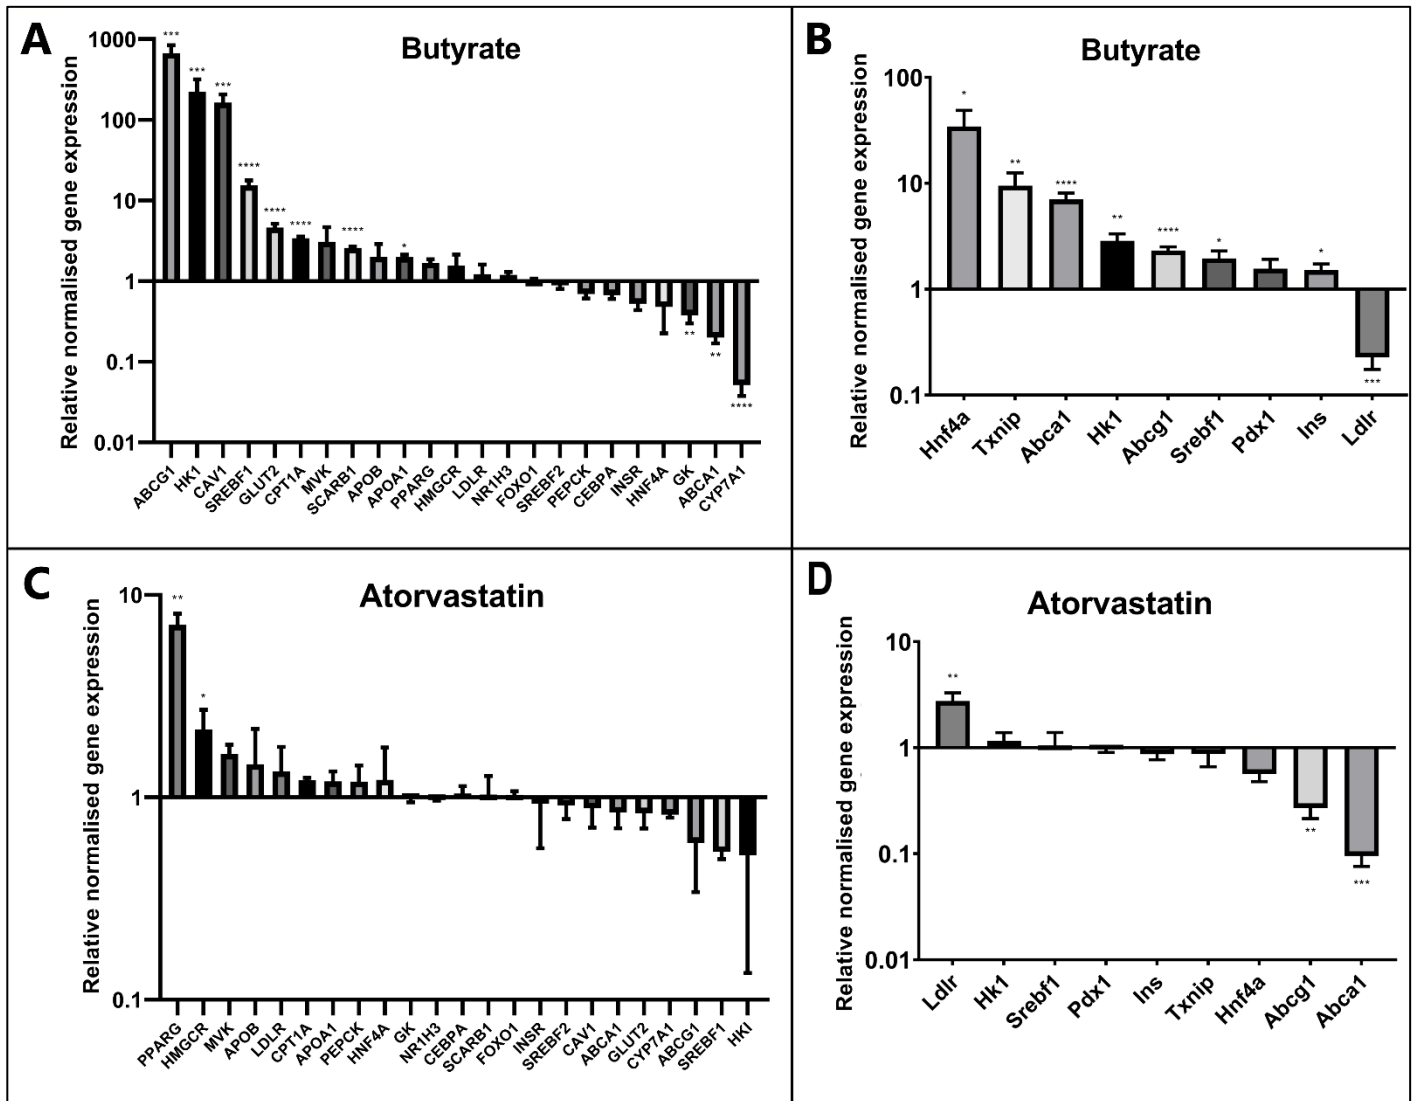 A
Butyrate
Relative normalised gene expression
1000
100
10
1
0.1
0.01
***
***
***
****
****
****
****
*
**
**
****
ABCG1
HK1
CAV1
SREBF1
GLUT2
CPT1A
MVK
SCARB1
APOB
APOA1
PPARG
HMGCR
LDLR
NR1H3
FOXO1
SREBF2
PEPCK
CEBPA
INSR
HNF4A
GK
ABCA1
CYP7A1
B
Butyrate
Relative normalised gene expression
100
10
1
0.1
*
**
****
**
****
*
*
***
Hnf4a
Txnip
Abca1
Hk1
Abcg1
Srebf1
Pdx1
Ins
Ldlr
C
Atorvastatin
Relative normalised gene expression
10
1
0.1
**
*
PPARG
HMGCR
MVK
APOB
LDLR
CPT1A
APOA1
PEPCK
HNF4A
GK
NR1H3
CEBPA
SCARB1
FOXO1
INSR
SREBF2
CAV1
ABCA1
GLUT2
CYP7A1
ABCG1
SREBF1
HKI
D
Atorvastatin
Relative normalised gene expression
10
1
0.1
0.01
**
**
***
Ldlr
Hk1
Srebf1
Pdx1
Ins
Txnip
Hnf4a
Abcg1
Abca1